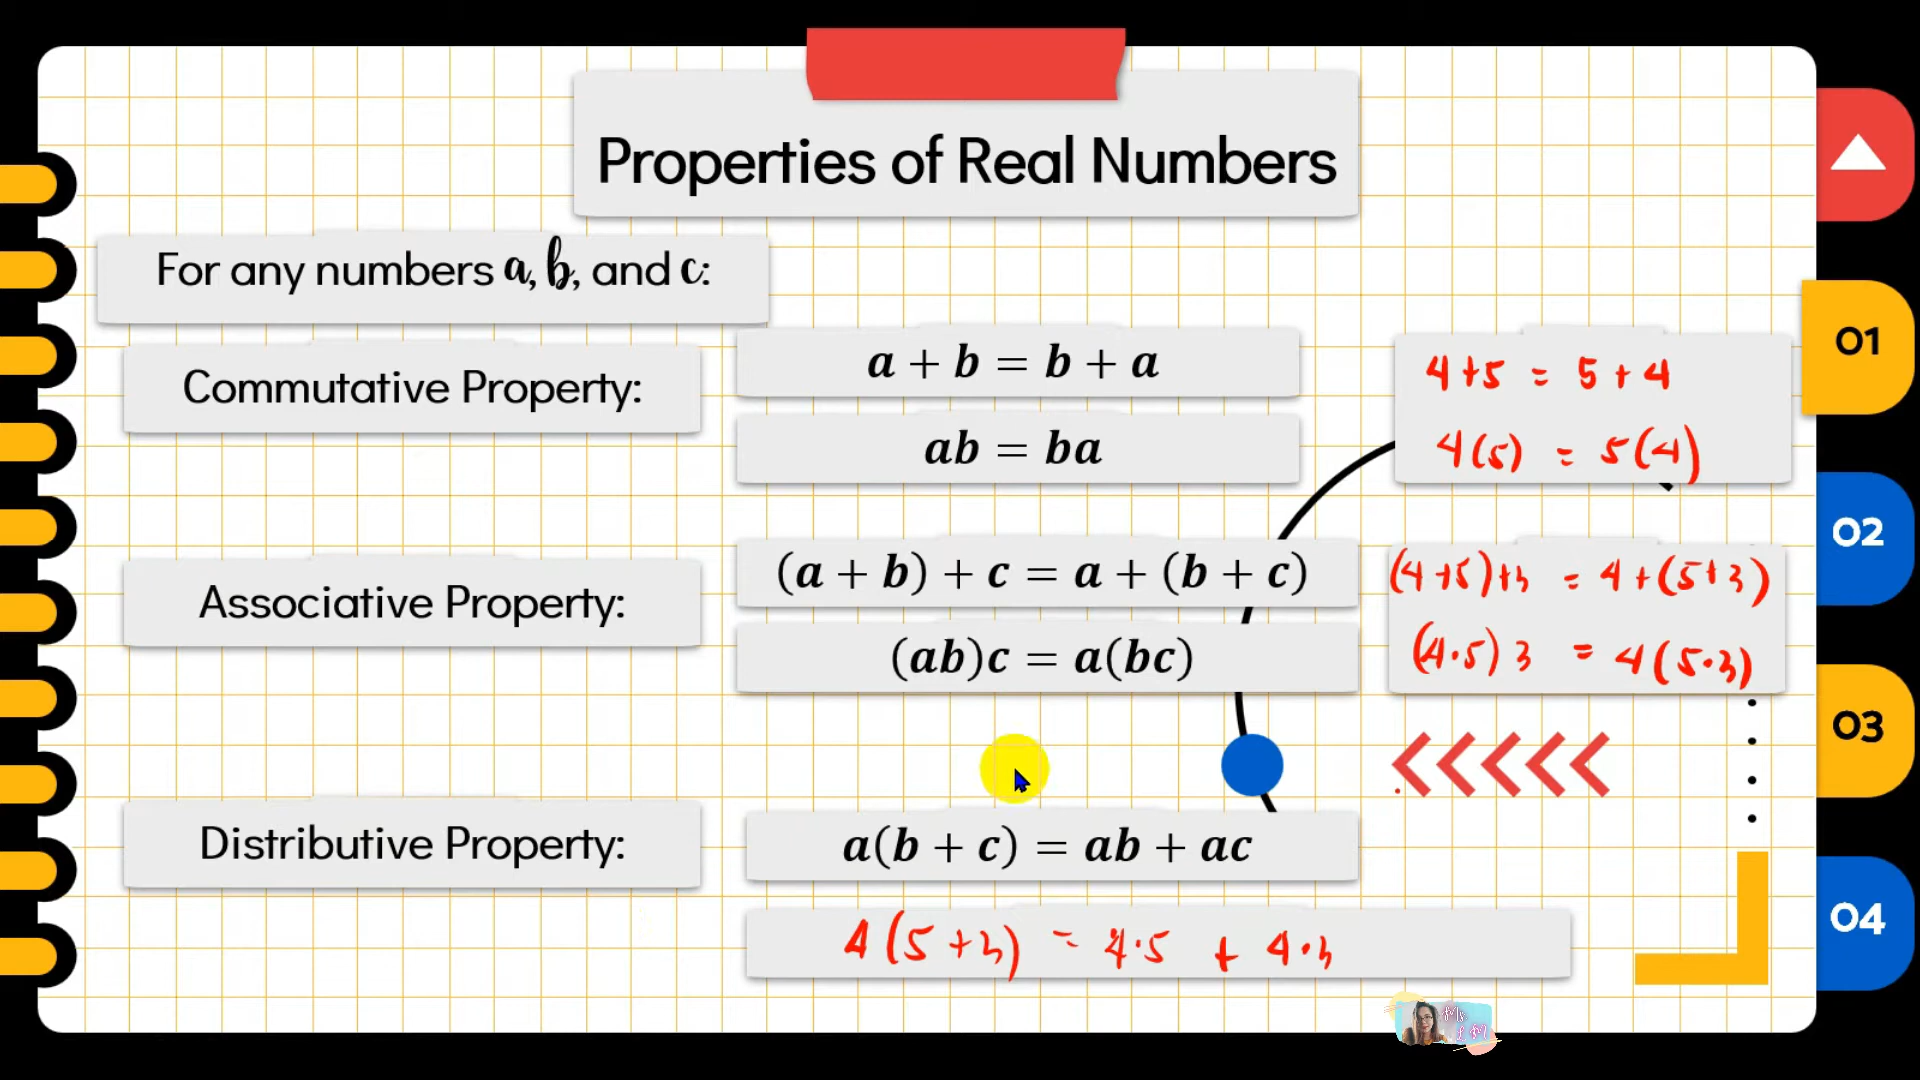 Properties of Real Numbers
For any numbers a, b, and c:
Commutative Property:
a + b = b + a
ab = ba
4+5 = 5+4
4(5) = 5(4)
Associative Property:
(a + b) + c = a + (b + c)
(ab)c = a(bc)
(4+5)+3 = 4+(5+3)
(4·5)3 = 4(5·3)
Distributive Property:
a(b + c) = ab + ac
4(5+3) = 4·5 + 4·3
01
02
03
04
Ms
LM